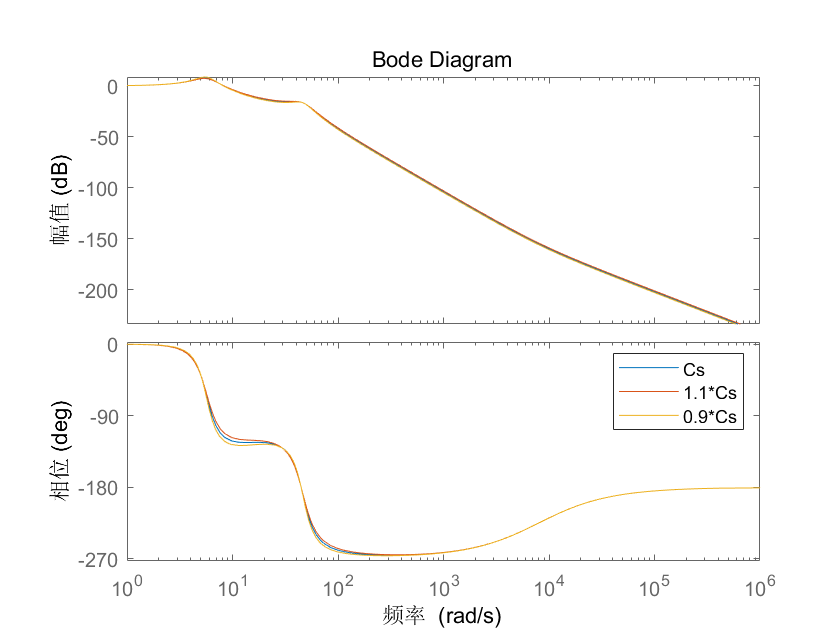 Bode Diagram
0
-50
-100
-150
-200
幅值 (dB)
0
-90
-180
-270
相位 (deg)
Cs
1.1*Cs
0.9*Cs
10^0
10^1
10^2
10^3
10^4
10^5
10^6
频率 (rad/s)